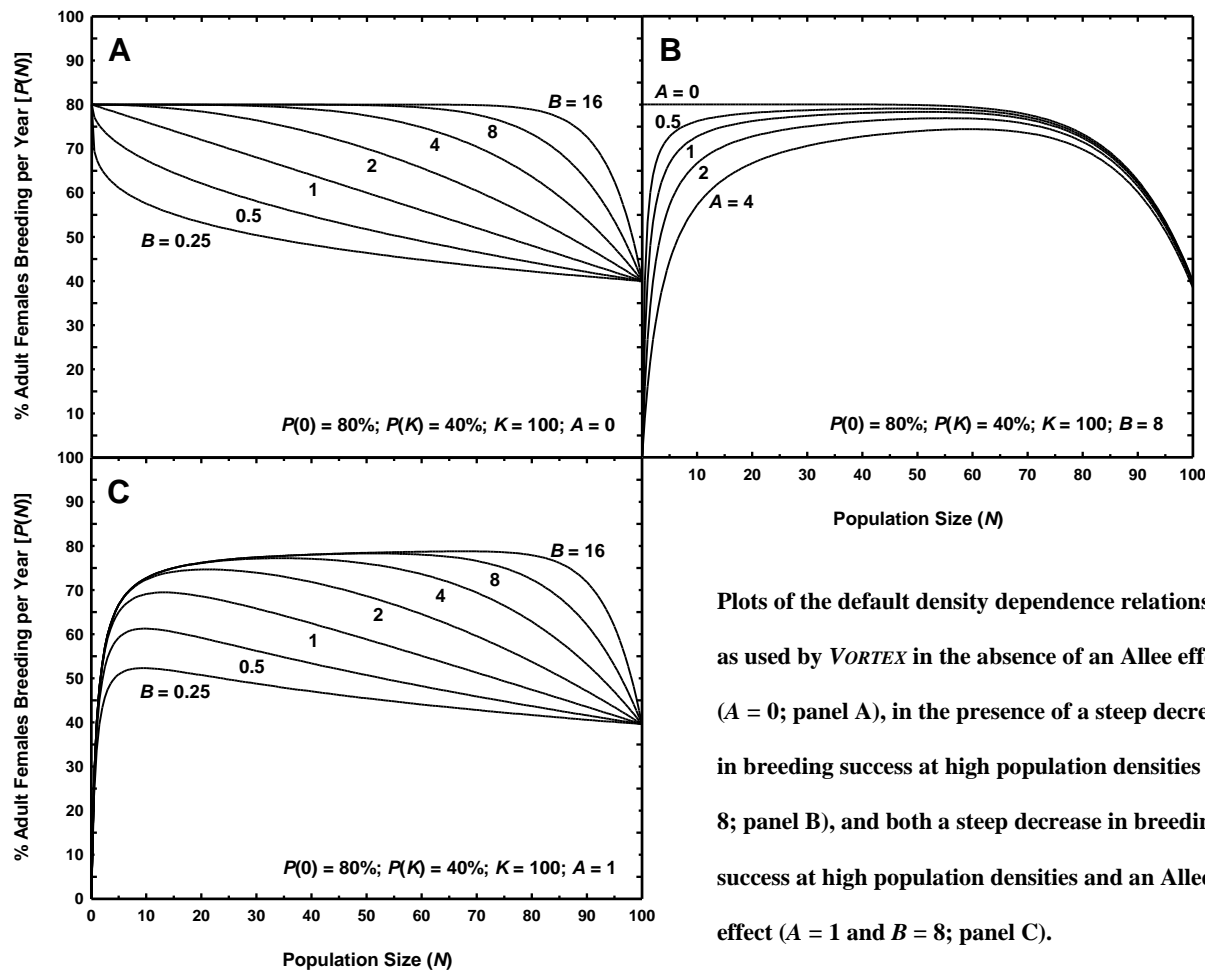 A
B
100
90
80
70
60
50
40
30
20
10
0
% Adult Females Breeding per Year [P(N)]
B = 16
8
4
2
1
0.5
B = 0.25
P(0) = 80%; P(K) = 40%; K = 100; A = 0
A = 0
0.5
1
2
A = 4
P(0) = 80%; P(K) = 40%; K = 100; B = 8
10 20 30 40 50 60 70 80 90 100
Population Size (N)
C
100
90
80
70
60
50
40
30
20
10
0
% Adult Females Breeding per Year [P(N)]
B = 16
8
4
2
1
0.5
B = 0.25
P(0) = 80%; P(K) = 40%; K = 100; A = 1
0 10 20 30 40 50 60 70 80 90 100
Population Size (N)
Plots of the default density dependence relations
as used by VORTEX in the absence of an Allee effe
(A = 0; panel A), in the presence of a steep decre
in breeding success at high population densities
8; panel B), and both a steep decrease in breedin
success at high population densities and an Allee
effect (A = 1 and B = 8; panel C).